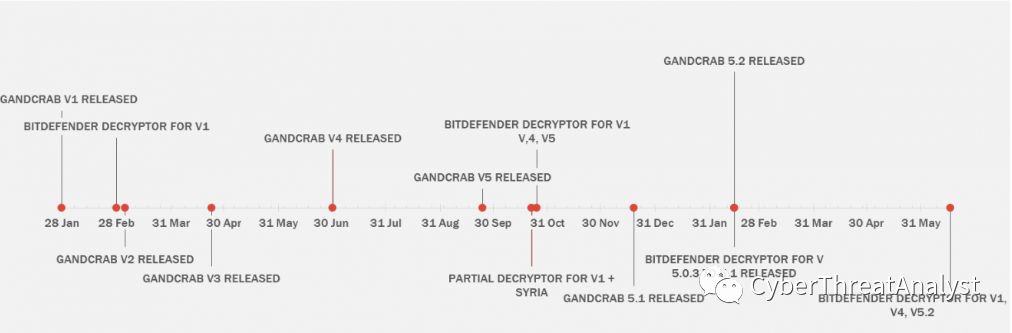 GANDCRAB 5.2 RELEASED
GANDCRAB V1 RELEASED
BITDEFENDER DECRYPTOR FOR V1
GANDCRAB V4 RELEASED
BITDEFENDER DECRYPTOR FOR V1
V,4, V5
GANDCRAB V5 RELEASED
28 Jan 28 Feb 31 Mar 30 Apr 31 May 30 Jun 31 Jul 31 Aug 30 Sep 31 Oct 30 Nov 31 Dec 31 Jan 28 Feb 31 Mar 30 Apr 31 May
GANDCRAB V2 RELEASED
GANDCRAB V3 RELEASED
PARTIAL DECRYPTOR FOR V1 +
SYRIA
GANDCRAB 5.1 RELEASED
BITDEFENDER DECRYPTOR FOR V
5.0.3 1 RELEASED
CyberThreatAnalyst
BITDEFENDER DECRYPTOR FOR V1,
V4, V5.2